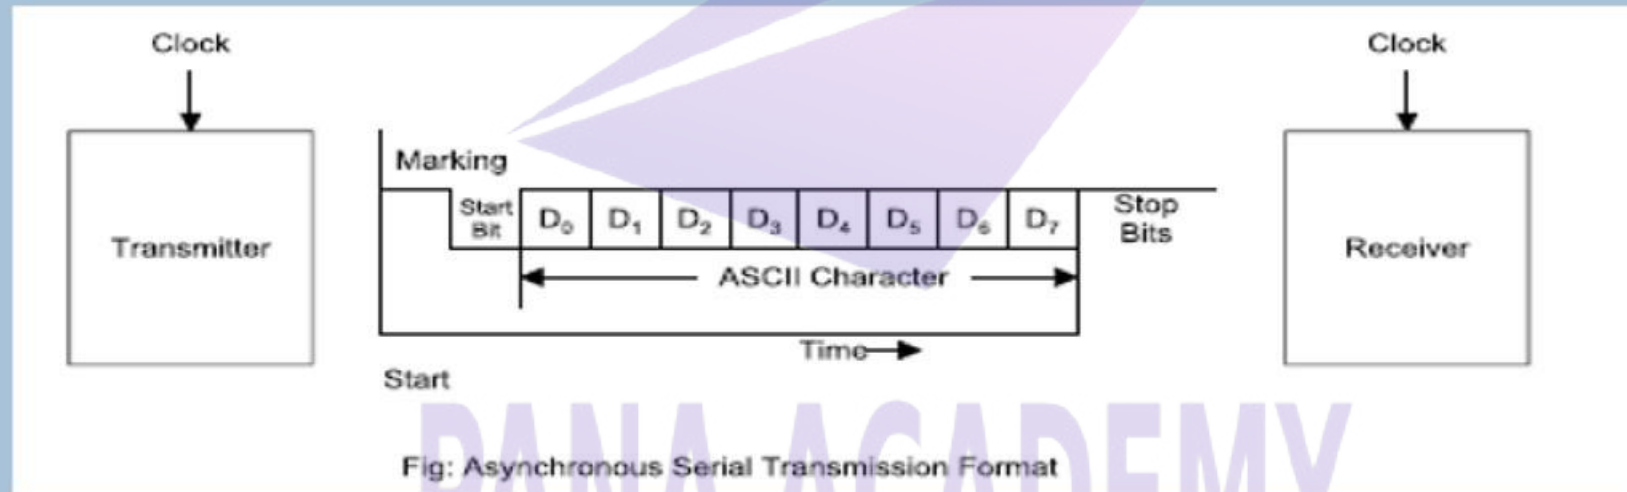 Clock
Clock
Marking
Start
Bit
D₀ D₁ D₂ D₃ D₄ D₅ D₆ D₇
Stop
Bits
Transmitter
Receiver
ASCII Character
Time
Start
Fig: Asynchronous Serial Transmission Format
PANA ACADEMY